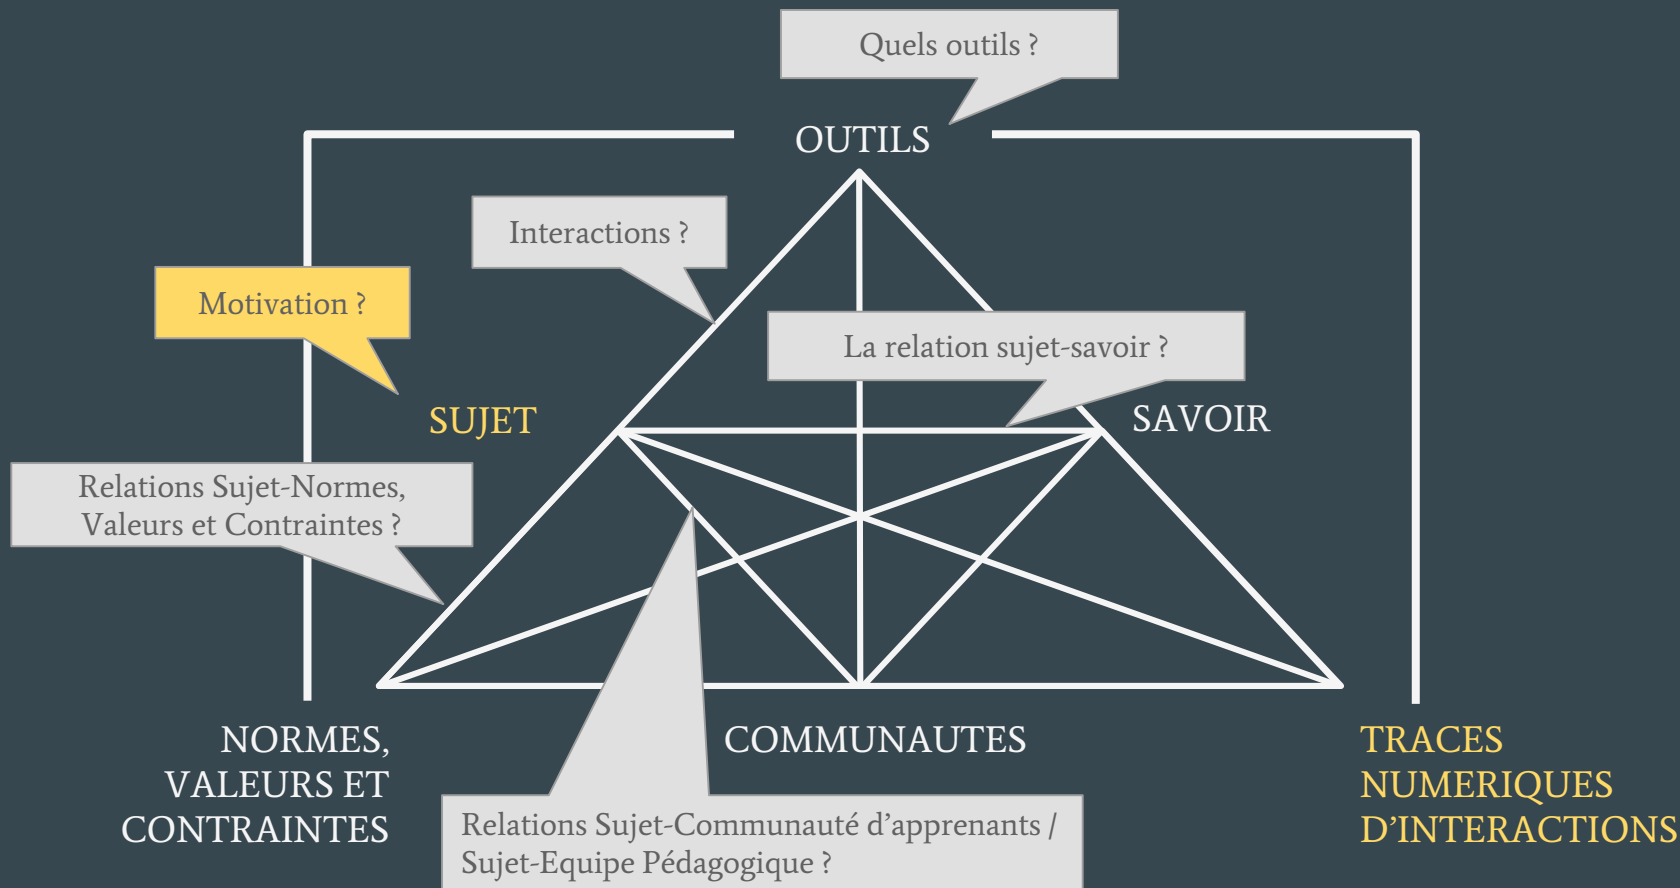 Quels outils ?
OUTILS
Interactions ?
Motivation ?
La relation sujet-savoir ?
SUJET
SAVOIR
Relations Sujet-Normes,
Valeurs et Contraintes ?
NORMES,
VALEURS ET
CONTRAINTES
COMMUNAUTES
TRACES
NUMERIQUES
D’INTERACTIONS
Relations Sujet-Communauté d’apprenants /
Sujet-Equipe Pédagogique ?